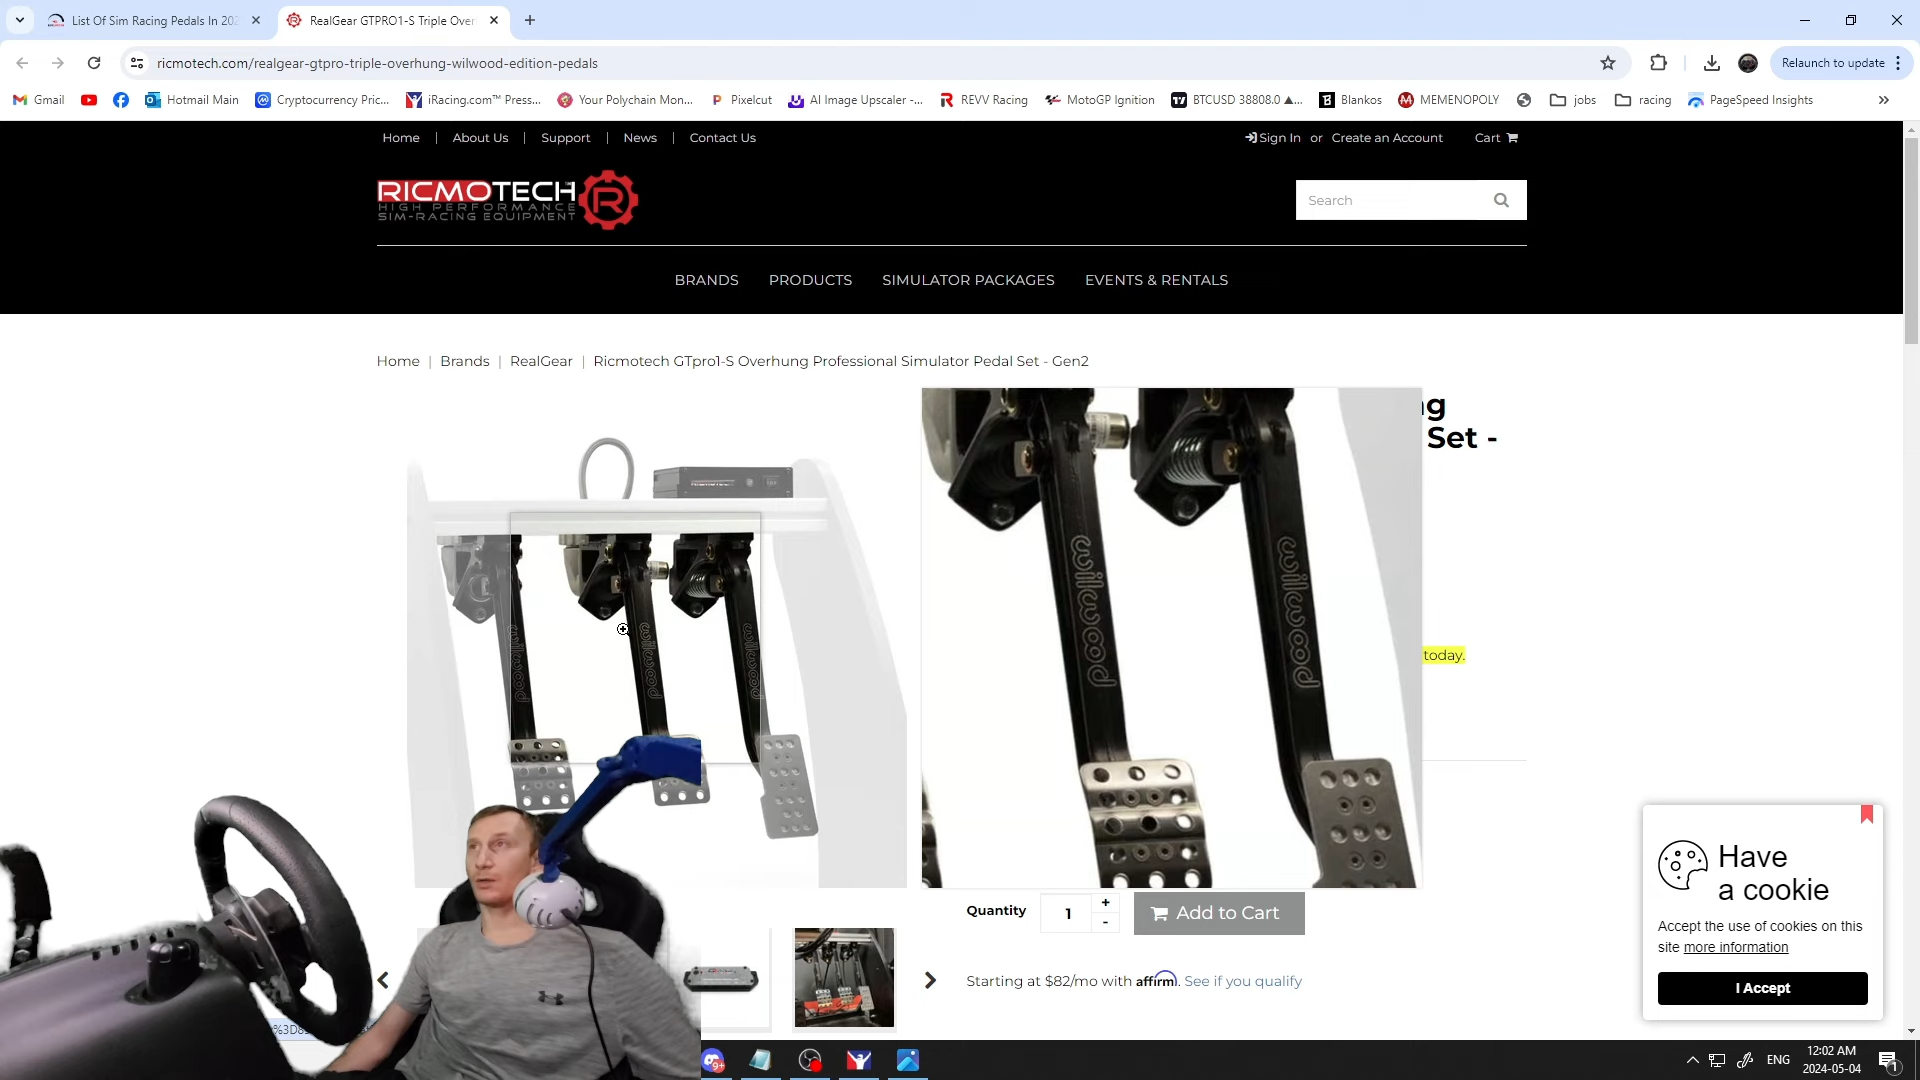 List Of Sim Racing Pedals In 202
RealGear GTPRO1-S Triple Over
ricmotech.com/realgear-gtpro-triple-overhung-wilwood-edition-pedals
Relaunch to update
Gmail
Hotmail Main
Cryptocurrency Pric...
iRacing.com™ Press...
Your Polychain Mon...
Pixelcut
AI Image Upscaler -...
REVV Racing
MotoGP Ignition
BTCUSD 38808.0 ▲...
Blankos
MEMENOPOLY
jobs
racing
PageSpeed Insights
Home | About Us | Support | News | Contact Us
Sign In or Create an Account
Cart
RICMOTECH R
HIGH PERFORMANCE
SIM-RACING EQUIPMENT
Search
BRANDS PRODUCTS SIMULATOR PACKAGES EVENTS & RENTALS
Home | Brands | RealGear | Ricmotech GTpro1-S Overhung Professional Simulator Pedal Set - Gen2
ng
Set -
wilwood
wilwood
wilwood
wilwood
wilwood
today.
Quantity
1
+
-
Add to Cart
Starting at $82/mo with affirm. See if you qualify
Have
a cookie
Accept the use of cookies on this
site more information
I Accept
9+
ENG
12:02 AM
2024-05-04
1